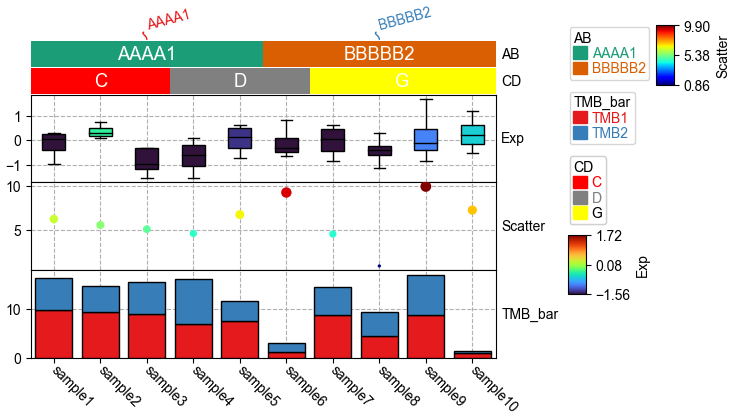 AAAA1
BBBBB2
AAAA1
BBBBB2
AB
C
D
G
CD
1
0
−1
Exp
10
5
Scatter
10
0
TMB_bar
sample1
sample2
sample3
sample4
sample5
sample6
sample7
sample8
sample9
sample10
AB
AAAA1
BBBBB2
9.90
5.38
0.86
Scatter
TMB_bar
TMB1
TMB2
CD
C
D
G
1.72
0.08
−1.56
Exp